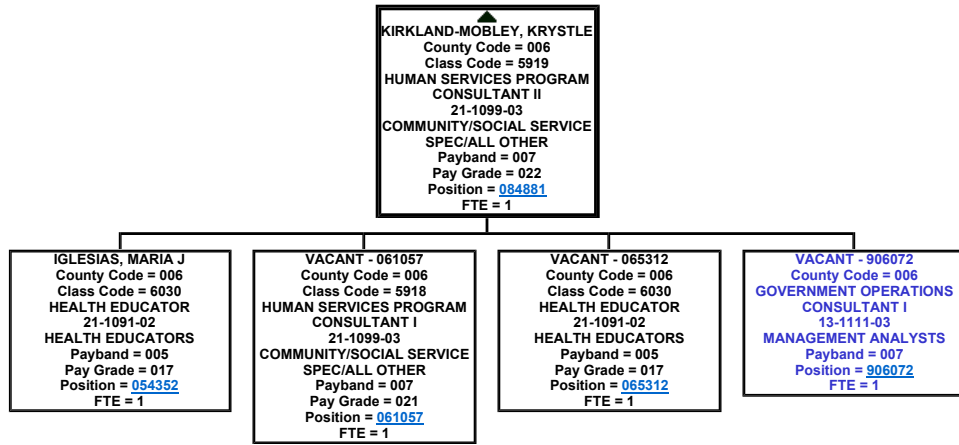 KIRKLAND-MOBLEY, KRYSTLE
County Code = 006
Class Code = 5919
HUMAN SERVICES PROGRAM
CONSULTANT II
21-1099-03
COMMUNITY/SOCIAL SERVICE
SPEC/ALL OTHER
Payband = 007
Pay Grade = 022
Position = 084881
FTE = 1
IGLESIAS, MARIA J
County Code = 006
Class Code = 6030
HEALTH EDUCATOR
21-1091-02
HEALTH EDUCATORS
Payband = 005
Pay Grade = 017
Position = 054352
FTE = 1
VACANT - 061057
County Code = 006
Class Code = 5918
HUMAN SERVICES PROGRAM
CONSULTANT I
21-1099-03
COMMUNITY/SOCIAL SERVICE
SPEC/ALL OTHER
Payband = 007
Pay Grade = 021
Position = 061057
FTE = 1
VACANT - 065312
County Code = 006
Class Code = 6030
HEALTH EDUCATOR
21-1091-02
HEALTH EDUCATORS
Payband = 005
Pay Grade = 017
Position = 065312
FTE = 1
VACANT - 906072
County Code = 006
GOVERNMENT OPERATIONS
CONSULTANT I
13-1111-03
MANAGEMENT ANALYSTS
Payband = 007
Position = 906072
FTE = 1